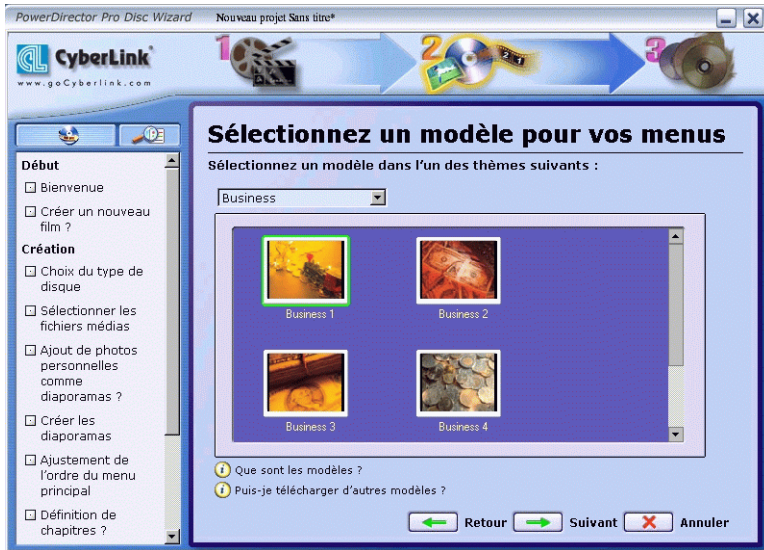 PowerDirector Pro Disc Wizard Nouveau projet Sans titre*
CyberLink
www.goCyberlink.com
1
2
3
Début
Bienvenue
Créer un nouveau
film ?
Création
Choix du type de
disque
Sélectionner les
fichiers médias
Ajout de photos
personnelles
comme
diaporamas ?
Créer les
diaporamas
Ajustement de
l'ordre du menu
principal
Définition de
chapitres ?
Sélectionnez un modèle pour vos menus
Sélectionnez un modèle dans l'un des thèmes suivants :
Business
Business 1
Business 2
Business 3
Business 4
Que sont les modèles ?
Puis-je télécharger d'autres modèles ?
Retour
Suivant
Annuler